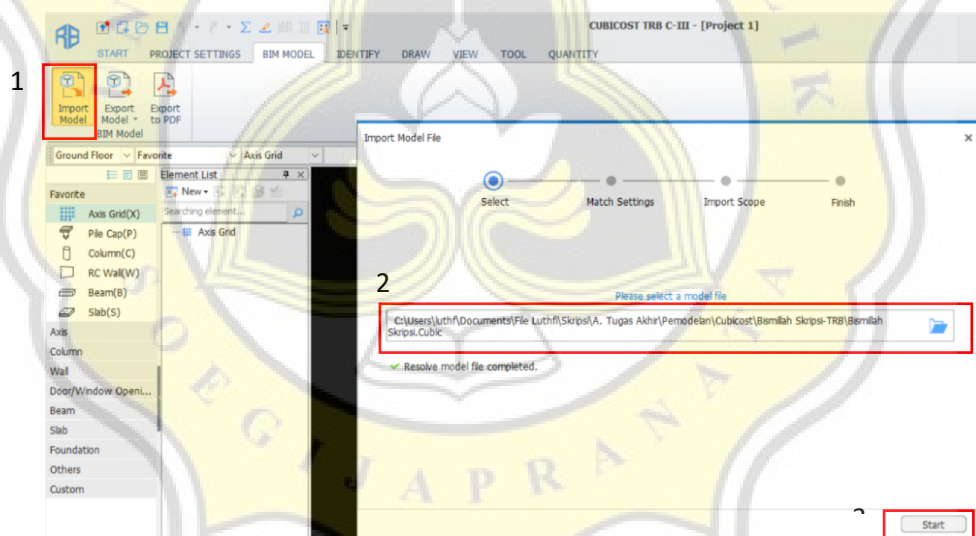 CUBICOST TRB C-III - [Project 1]
START PROJECT SETTINGS BIM MODEL IDENTIFY DRAW VIEW TOOL QUANTITY
1
Import Model
Export Model
Export to PDF
BIM Model
Ground Floor Favorite Axis Grid
Element List
New
Searching element...
Axis Grid
Favorite
Axis Grid(X)
Pile Cap(P)
Column(C)
RC Wall(W)
Beam(B)
Slab(S)
Axis
Column
Wall
Door/Window Openi...
Beam
Slab
Foundation
Others
Custom
Import Model File
Select Match Settings Import Scope Finish
2
Please select a model file
C:\Users\luthf\Documents\File Luthfi\Skripsi\A. Tugas Akhir\Pemodelan\Cubicost\Bismilah Skripsi-TRB\Bismilah
Skripsi.Cubic
Resolve model file completed.
Start
IJAPRANA